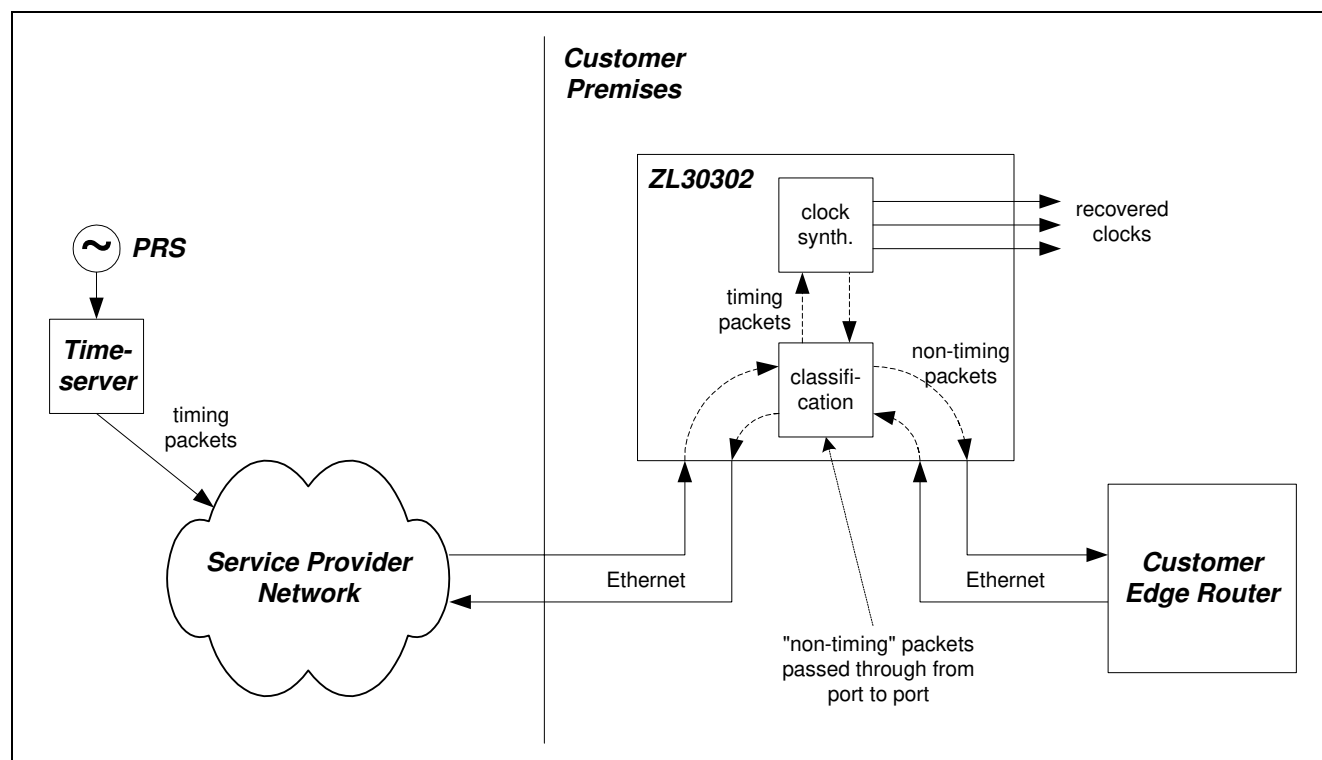 Customer
Premises
ZL30302
clock
synth.
recovered
clocks
~
PRS
timing
packets
non-timing
packets
Time-
server
classifi-
cation
timing
packets
Service Provider
Network
Ethernet
Ethernet
Customer
Edge Router
"non-timing" packets
passed through from
port to port